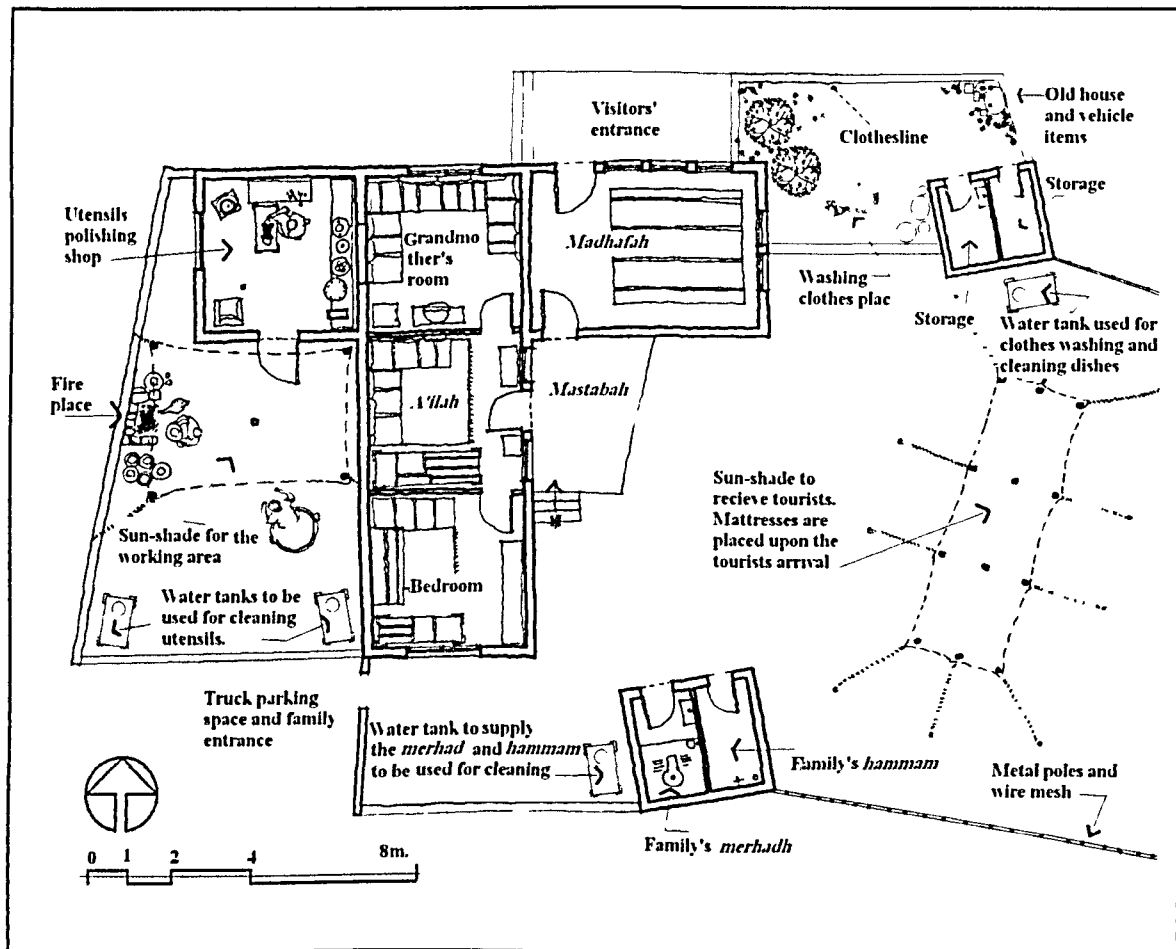 Visitors'
entrance
Clothesline
Old house
and vehicle
items
Storage
Utensils
polishing
shop
Grandmo
ther's
room
Madhafah
Washing
clothes plac
Storage
Water tank used for
clothes washing and
cleaning dishes
Fire
place
A'ilah
Mastabah
Sun-shade to
recieve tourists.
Mattresses are
placed upon the
tourists arrival
Sun-shade for the
working area
Bedroom
Water tanks to be
used for cleaning
utensils.
Truck parking
space and family
entrance
Water tank to supply
the merhad and hammam
to be used for cleaning
Family's hammam
Metal poles and
wire mesh
Family's merhadh
0 1 2 4 8m.